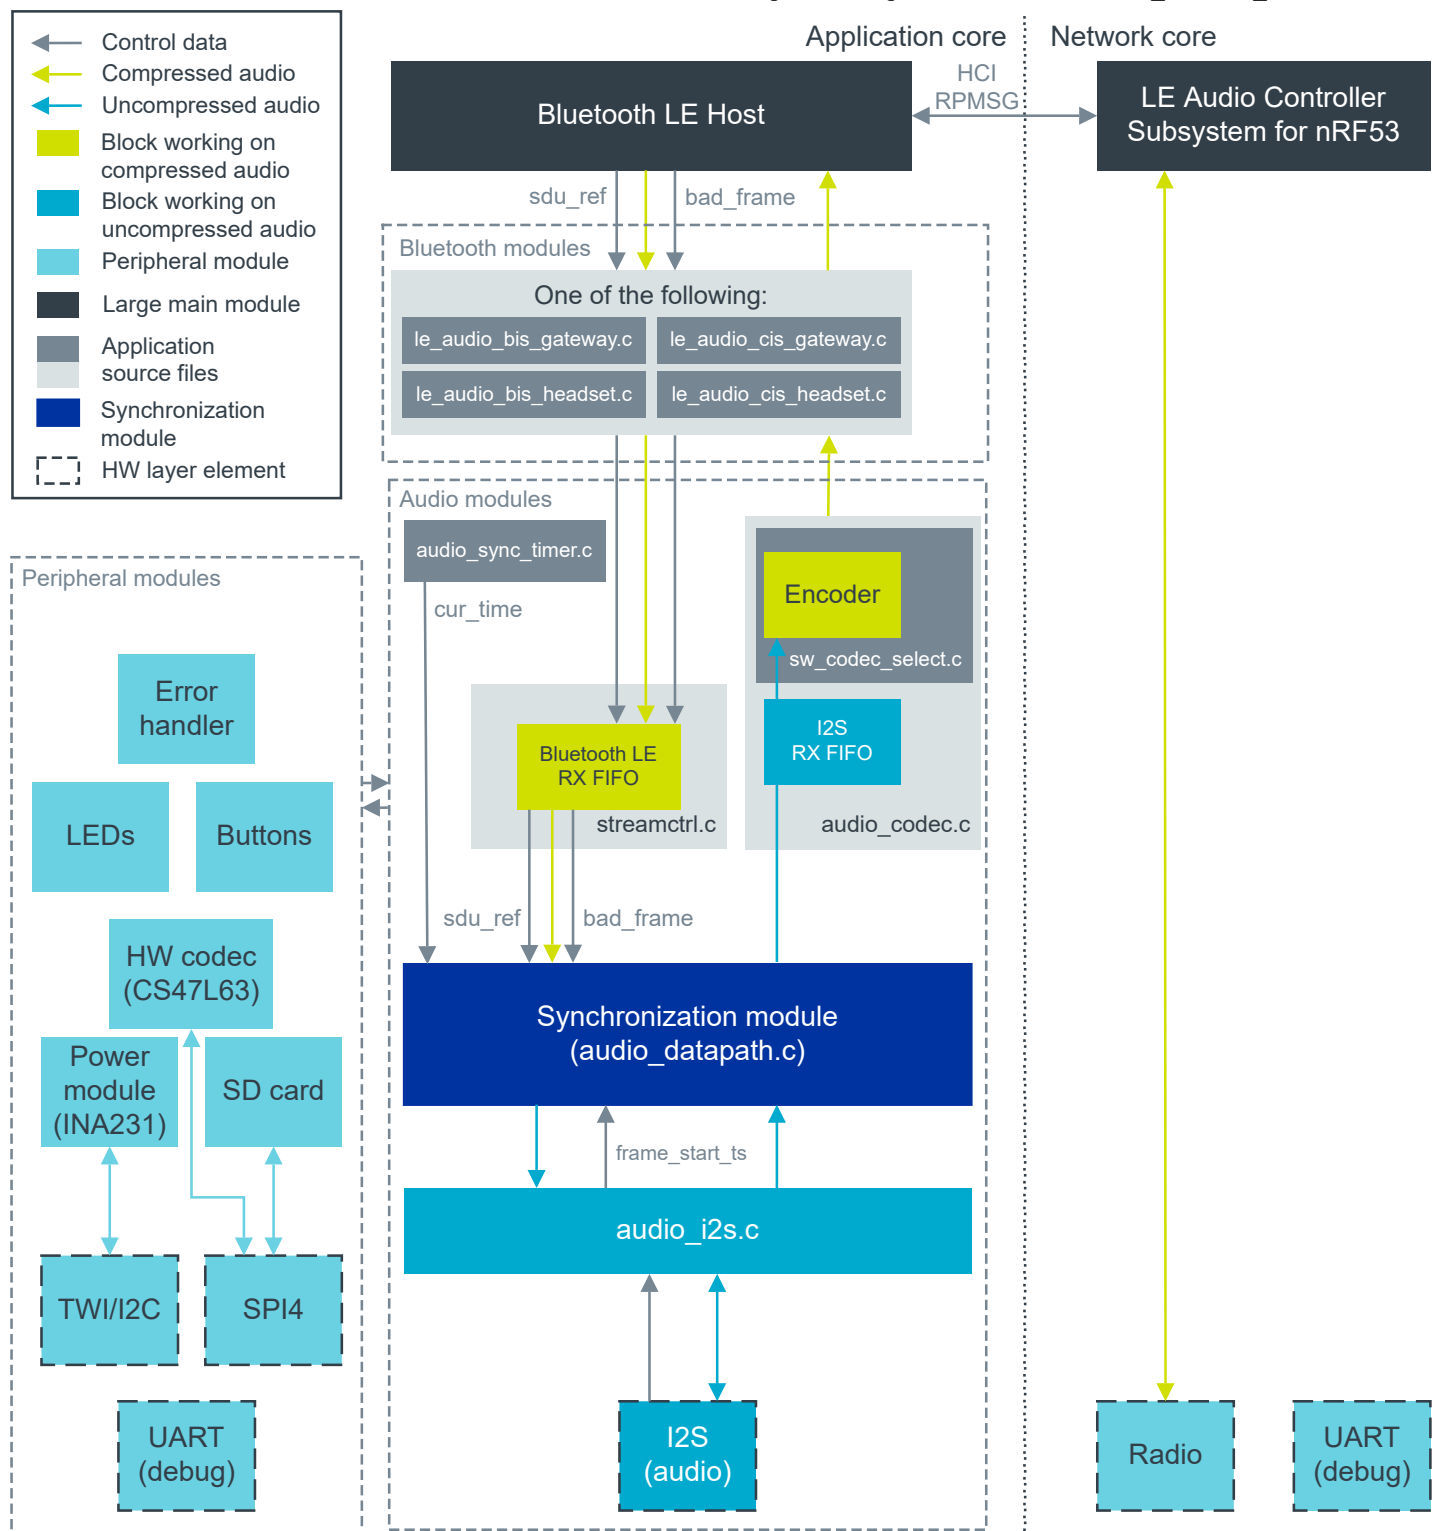 Control data
Compressed audio
Uncompressed audio
Block working on
compressed audio
Block working on
uncompressed audio
Peripheral module
Large main module
Application
source files
Synchronization
module
HW layer element
Application core
Network core
Bluetooth LE Host
HCI
RPMSG
LE Audio Controller
Subsystem for nRF53
sdu_ref
bad_frame
Bluetooth modules
One of the following:
le_audio_bis_gateway.c
le_audio_cis_gateway.c
le_audio_bis_headset.c
le_audio_cis_headset.c
Audio modules
audio_sync_timer.c
cur_time
Encoder
sw_codec_select.c
I2S
RX FIFO
audio_codec.c
Bluetooth LE
RX FIFO
streamctrl.c
sdu_ref
bad_frame
Synchronization module
(audio_datapath.c)
frame_start_ts
audio_i2s.c
I2S
(audio)
Peripheral modules
Error
handler
LEDs
Buttons
HW codec
(CS47L63)
Power
module
(INA231)
SD card
TWI/I2C
SPI4
UART
(debug)
Radio
UART
(debug)